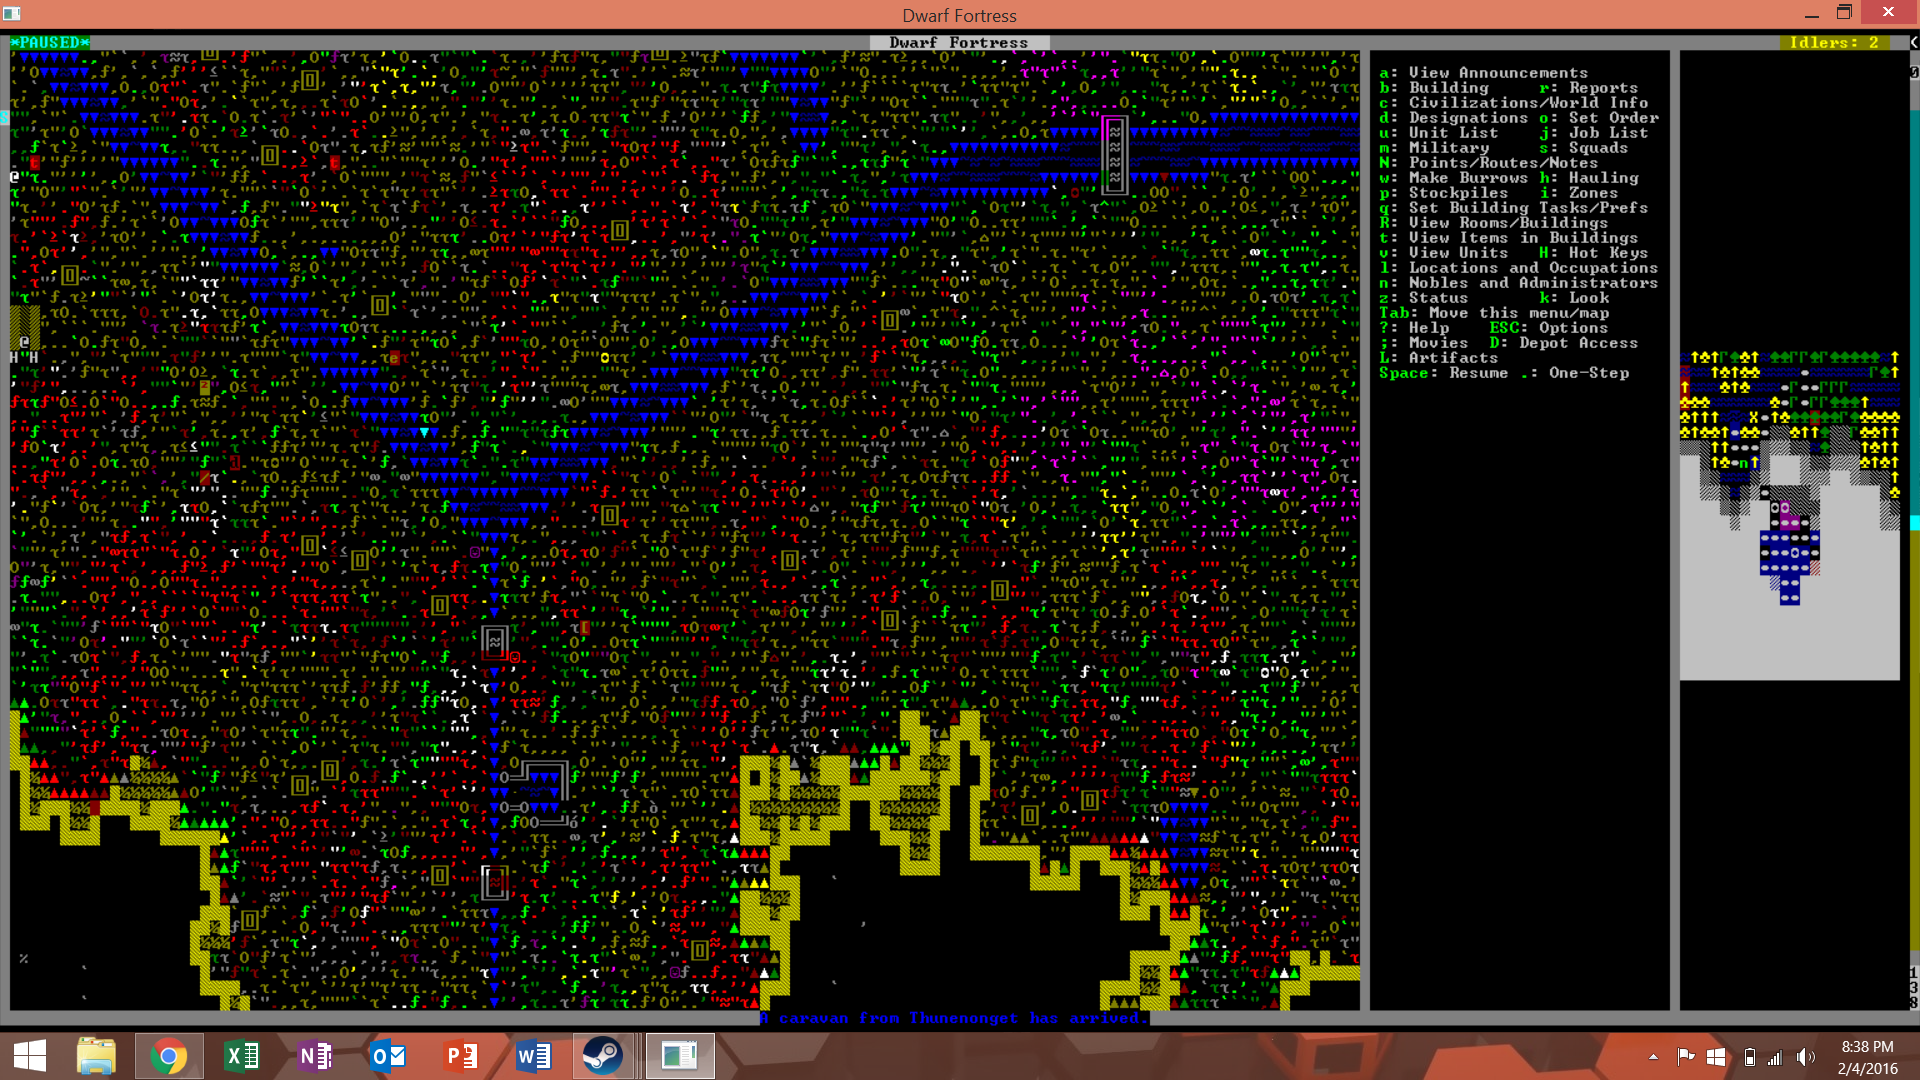 Dwarf Fortress
*PAUSED*
Dwarf Fortress
Idlers: 2
a: View Announcements
b: Building r: Reports
c: Civilizations/World Info
d: Designations o: Set Order
u: Unit List j: Job List
m: Military s: Squads
N: Points/Routes/Notes
w: Make Burrows h: Hauling
p: Stockpiles i: Zones
q: Set Building Tasks/Prefs
R: View Rooms/Buildings
t: View Items in Buildings
v: View Units H: Hot Keys
l: Locations and Occupations
n: Nobles and Administrators
z: Status k: Look
Tab: Move this menu/map
?: Help ESC: Options
;: Movies D: Depot Access
L: Artifacts
Space: Resume .: One-Step
A caravan from Thunenonget has arrived.
8:38 PM
2/4/2016